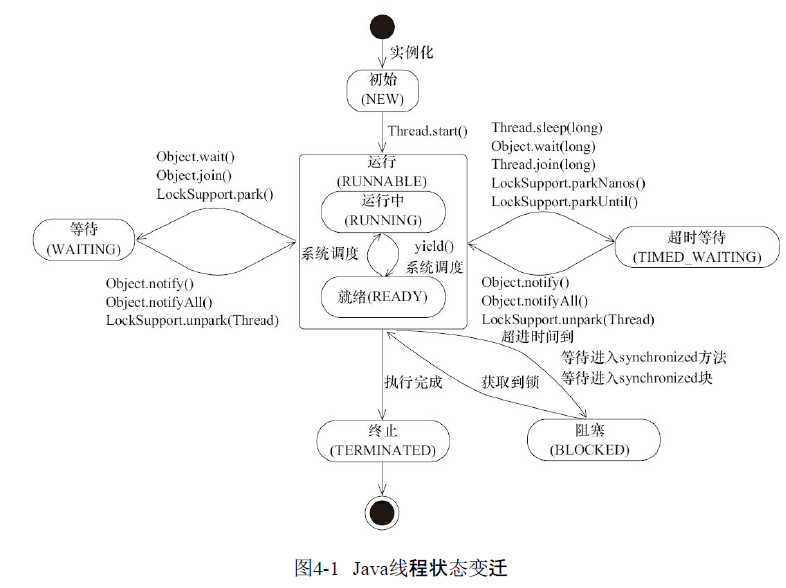 实例化
初始
(NEW)
Thread.start()
Object.wait()
Object.join()
LockSupport.park()
Thread.sleep(long)
Object.wait(long)
Thread.join(long)
LockSupport.parkNanos()
LockSupport.parkUntil()
运行
(RUNNABLE)
运行中
(RUNNING)
等待
(WAITING)
系统调度
yield()
系统调度
超时等待
(TIMED_WAITING)
就绪(READY)
Object.notify()
Object.notifyAll()
LockSupport.unpark(Thread)
Object.notify()
Object.notifyAll()
LockSupport.unpark(Thread)
超进时间到
等待进入synchronized方法
等待进入synchronized块
执行完成
获取到锁
终止
(TERMINATED)
阻塞
(BLOCKED)
图4-1 Java线程状态变迁